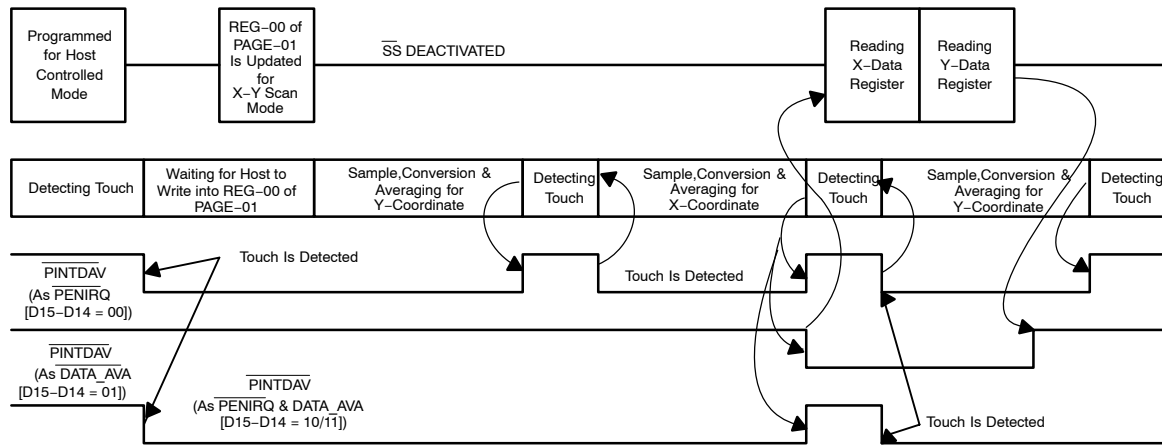 Programmed
for Host
Controlled
Mode
REG−00 of
PAGE−01
Is Updated
for
X−Y Scan
Mode
SS DEACTIVATED
Reading
X−Data
Register
Reading
Y−Data
Register
Detecting Touch
Waiting for Host to
Write into REG−00 of
PAGE−01
Sample,Conversion &
Averaging for
Y−Coordinate
Detecting
Touch
Sample,Conversion &
Averaging for
X−Coordinate
Detecting
Touch
Sample,Conversion &
Averaging for
Y−Coordinate
Detecting
Touch
PINTDAV
(As PENIRQ
[D15−D14 = 00])
Touch Is Detected
Touch Is Detected
PINTDAV
(As DATA_AVA
[D15−D14 = 01])
PINTDAV
(As PENIRQ & DATA_AVA
[D15−D14 = 10/11])
Touch Is Detected